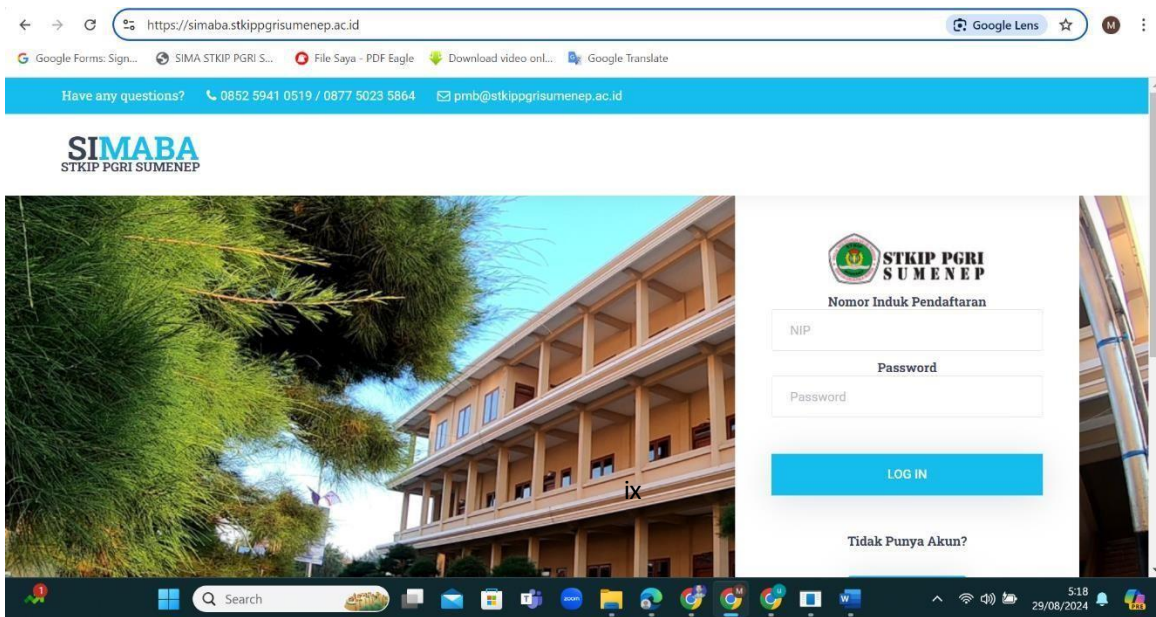 https://simaba.stkippgrisumenep.ac.id
Google Lens
M
Google Forms: Sign...
SIMA STKIP PGRI S...
File Saya - PDF Eagle
Download video onl...
Google Translate
Have any questions?
0852 5941 0519 / 0877 5023 5864
pmb@stkippgrisumenep.ac.id
SIMABA
STKIP PGRI SUMENEP
STKIP PGRI
SUMENEP
Nomor Induk Pendaftaran
NIP
Password
Password
LOG IN
ix
Tidak Punya Akun?
1
Search
zoom
5:18
29/08/2024
PRE